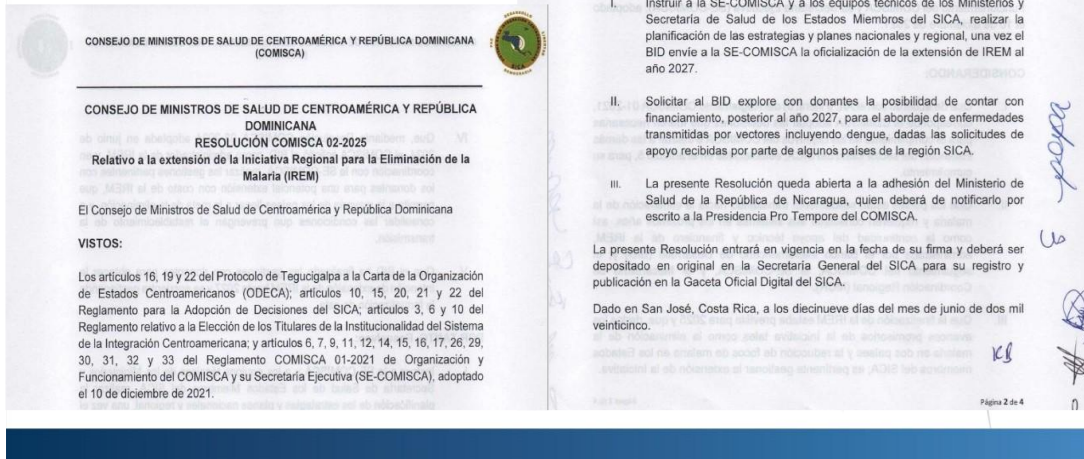 CONSEJO DE MINISTROS DE SALUD DE CENTROAMÉRICA Y REPÚBLICA DOMINICANA
(COMISCA)
SICA
CONSEJO DE MINISTROS DE SALUD DE CENTROAMÉRICA Y REPÚBLICA
DOMINICANA
RESOLUCIÓN COMISCA 02-2025
Relativo a la extensión de la Iniciativa Regional para la Eliminación de la
Malaria (IREM)
El Consejo de Ministros de Salud de Centroamérica y República Dominicana
VISTOS:
Los artículos 16, 19 y 22 del Protocolo de Tegucigalpa a la Carta de la Organización
de Estados Centroamericanos (ODECA); artículos 10, 15, 20, 21 y 22 del
Reglamento para la Adopción de Decisiones del SICA; artículos 3, 6 y 10 del
Reglamento relativo a la Elección de los Titulares de la Institucionalidad del Sistema
de la Integración Centroamericana; y artículos 6, 7, 9, 11, 12, 14, 15, 16, 17, 26, 29,
30, 31, 32 y 33 del Reglamento COMISCA 01-2021 de Organización y
Funcionamiento del COMISCA y su Secretaría Ejecutiva (SE-COMISCA), adoptado
el 10 de diciembre de 2021.
I. Instruir a la SE-COMISCA y a los equipos técnicos de los Ministerios y
Secretaría de Salud de los Estados Miembros del SICA, realizar la
planificación de las estrategias y planes nacionales y regional, una vez el
BID envíe a la SE-COMISCA la oficialización de la extensión de IREM al
año 2027.
II. Solicitar al BID explore con donantes la posibilidad de contar con
financiamiento, posterior al año 2027, para el abordaje de enfermedades
transmitidas por vectores incluyendo dengue, dadas las solicitudes de
apoyo recibidas por parte de algunos países de la región SICA.
III. La presente Resolución queda abierta a la adhesión del Ministerio de
Salud de la República de Nicaragua, quien deberá de notificarlo por
escrito a la Presidencia Pro Tempore del COMISCA.
La presente Resolución entrará en vigencia en la fecha de su firma y deberá ser
depositado en original en la Secretaría General del SICA para su registro y
publicación en la Gaceta Oficial Digital del SICA.
Dado en San José, Costa Rica, a los diecinueve días del mes de junio de dos mil
veinticinco.
KB
Página 2 de 4